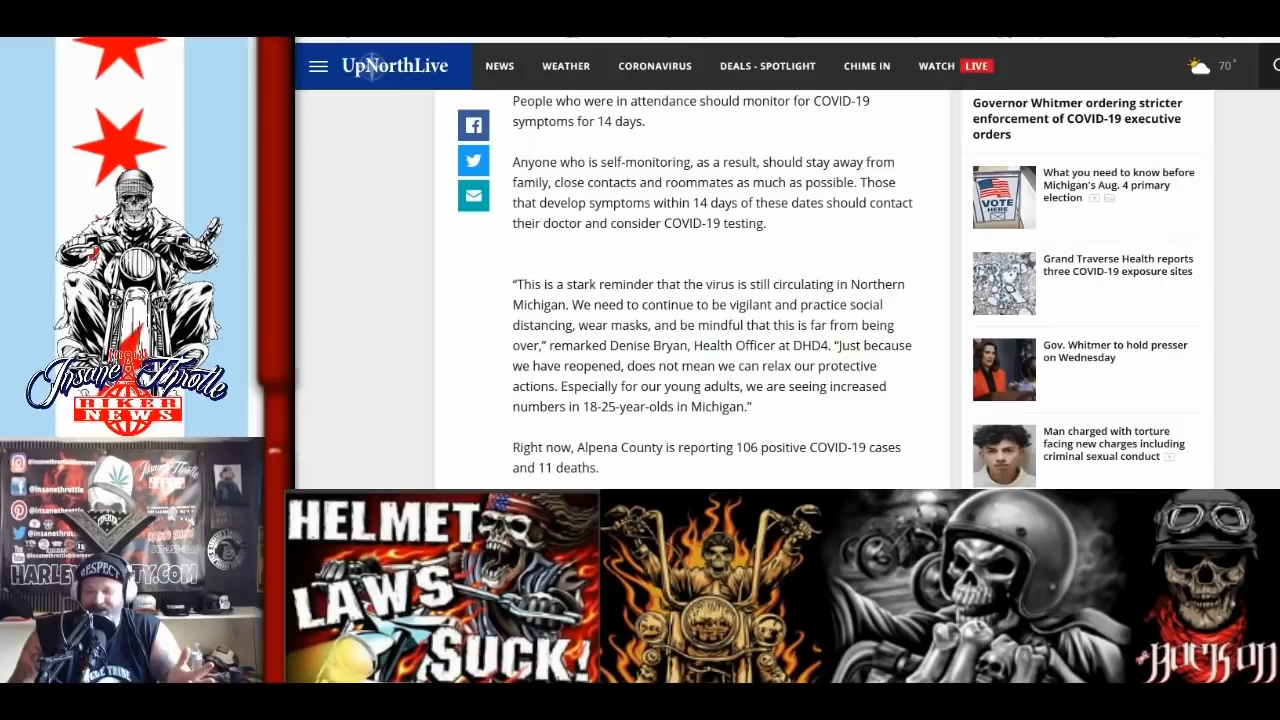 UpNorthLive
NEWS
WEATHER
CORONAVIRUS
DEALS - SPOTLIGHT
CHIME IN
WATCH LIVE
70°
People who were in attendance should monitor for COVID-19
symptoms for 14 days.
Anyone who is self-monitoring, as a result, should stay away from
family, close contacts and roommates as much as possible. Those
that develop symptoms within 14 days of these dates should contact
their doctor and consider COVID-19 testing.
“This is a stark reminder that the virus is still circulating in Northern
Michigan. We need to continue to be vigilant and practice social
distancing, wear masks, and be mindful that this is far from being
over,” remarked Denise Bryan, Health Officer at DHD4. “Just because
we have reopened, does not mean we can relax our protective
actions. Especially for our young adults, we are seeing increased
numbers in 18-25-year-olds in Michigan.”
Right now, Alpena County is reporting 106 positive COVID-19 cases
and 11 deaths.
Governor Whitmer ordering stricter
enforcement of COVID-19 executive
orders
VOTE
HERE
What you need to know before
Michigan's Aug. 4 primary
election
Grand Traverse Health reports
three COVID-19 exposure sites
Gov. Whitmer to hold presser
on Wednesday
Man charged with torture
facing new charges including
criminal sexual conduct
Insane Throttle
BIKER
NEWS
@insanethrottle
RESPECT
HELMET
LAWS
SUCK!